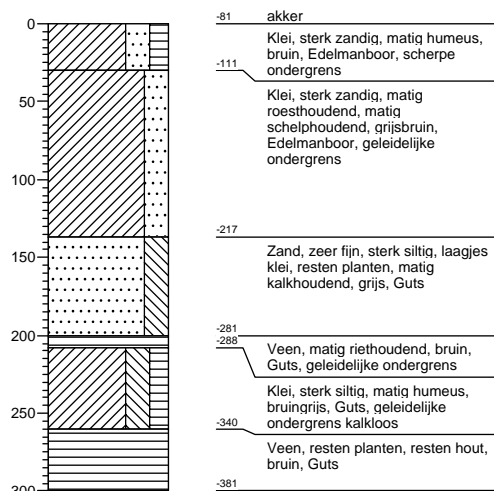 0
50
100
150
200
250
300
-81
akker
Klei, sterk zandig, matig humeus,
bruin, Edelmanboor, scherpe
ondergrens
-111
Klei, sterk zandig, matig
roesthoudend, matig
schelphoudend, grijsbruin,
Edelmanboor, geleidelijke
ondergrens
-217
Zand, zeer fijn, sterk siltig, laagjes
klei, resten planten, matig
kalkhoudend, grijs, Guts
-281
-288
Veen, matig riethoudend, bruin,
Guts, geleidelijke ondergrens
Klei, sterk siltig, matig humeus,
bruingrijs, Guts, geleidelijke
ondergrens kalkloos
-340
Veen, resten planten, resten hout,
bruin, Guts
-381